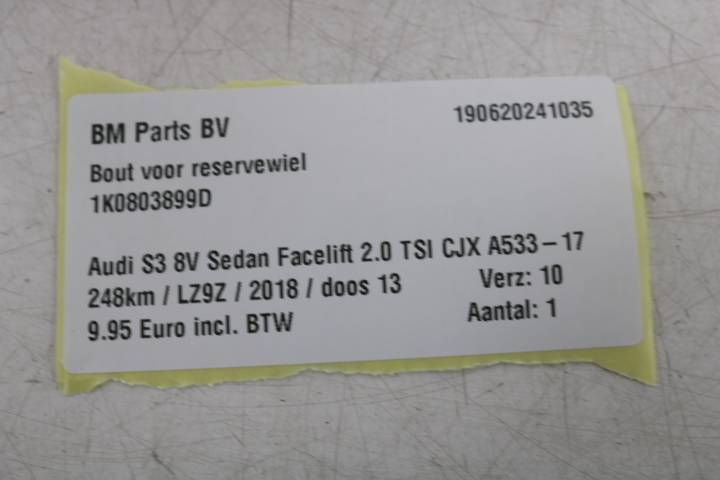 BM Parts BV 190620241035
Bout voor reservewiel
1K0803899D
Audi S3 8V Sedan Facelift 2.0 TSI CJX A533-17
248km / LZ9Z / 2018 / doos 13 Verz: 10
9.95 Euro incl. BTW Aantal: 1